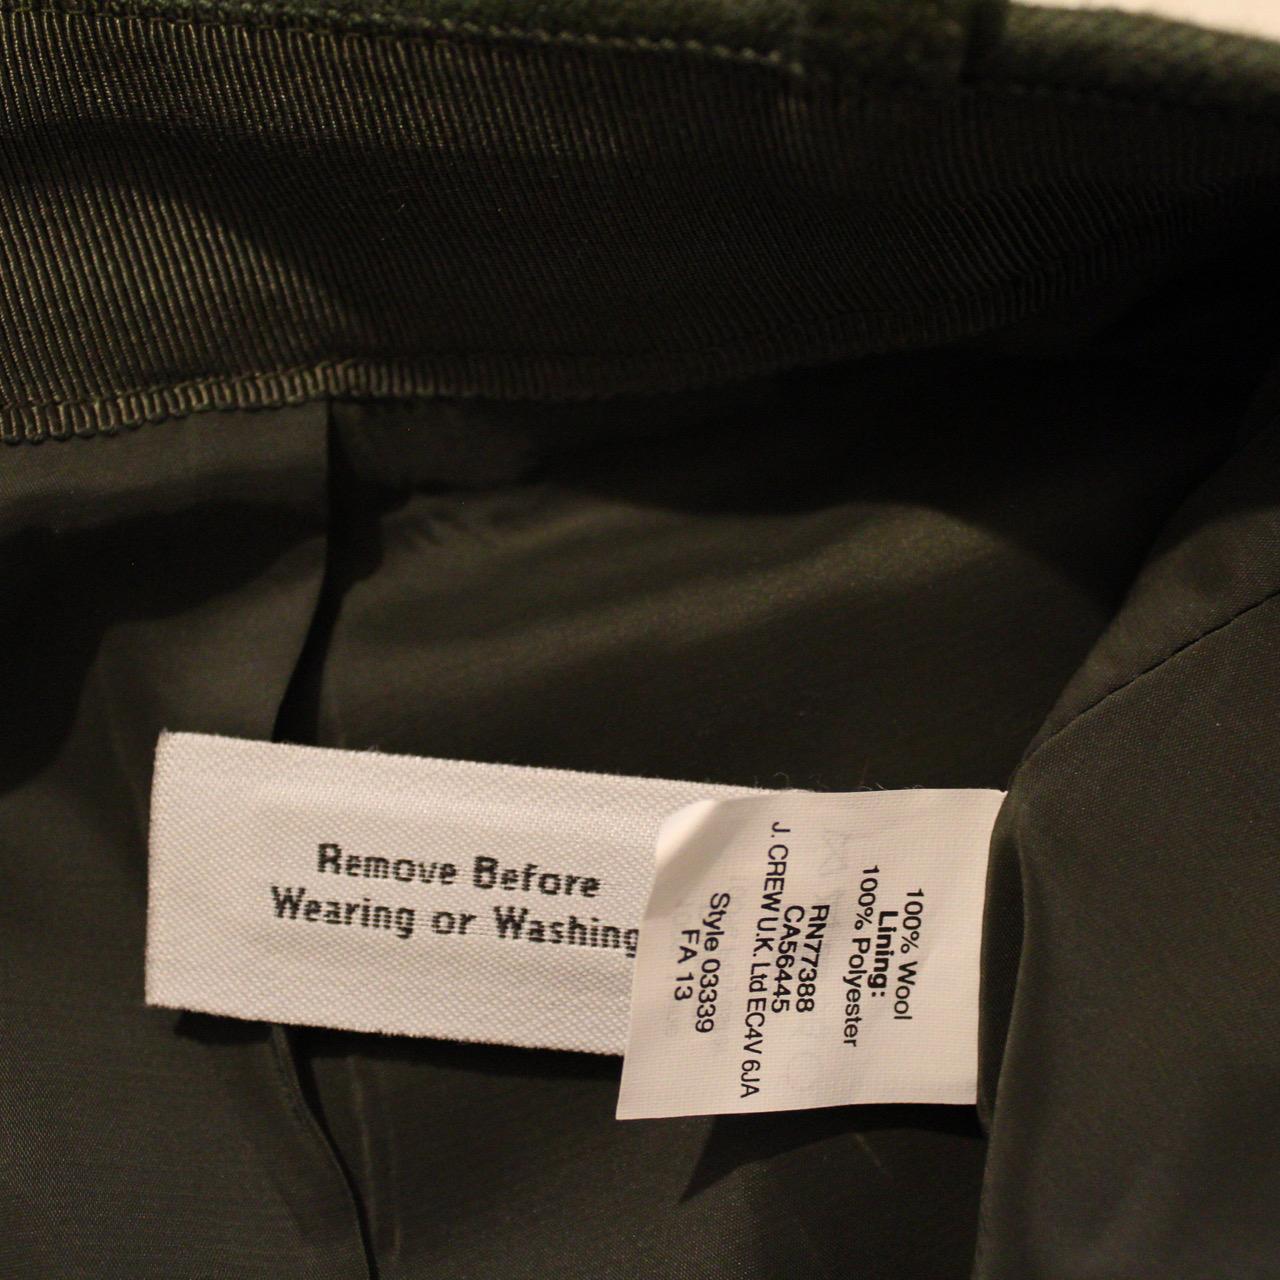 Remove Before
Wearing or Washing
100% Wool
Lining:
100% Polyester
RN77388
CA56445
J. CREW U.K. Ltd EC4V 6JA
Style 03339
FA 13